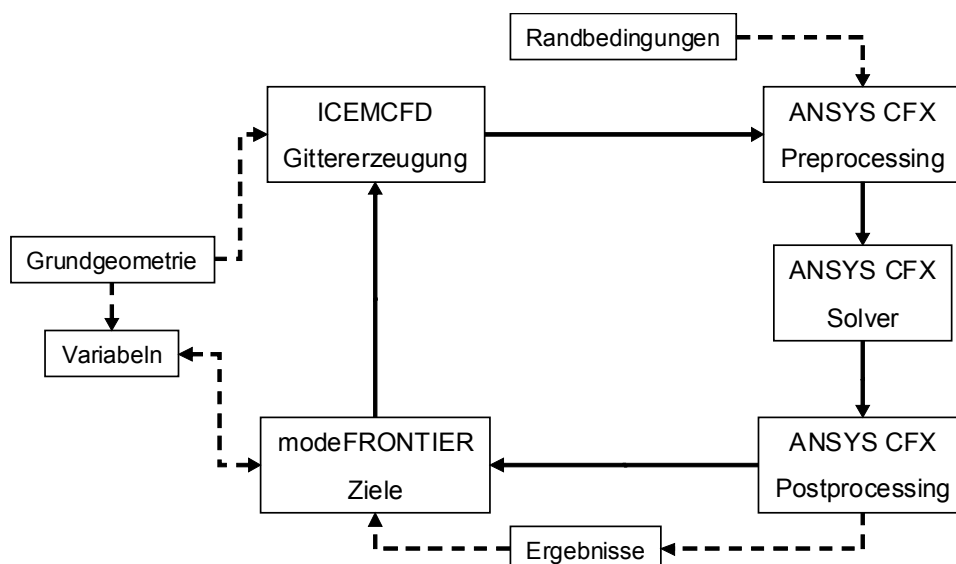 Randbedingungen
ICEMCFD
Gittererzeugung
ANSYS CFX
Preprocessing
Grundgeometrie
ANSYS CFX
Solver
Variabeln
modeFRONTIER
Ziele
ANSYS CFX
Postprocessing
Ergebnisse